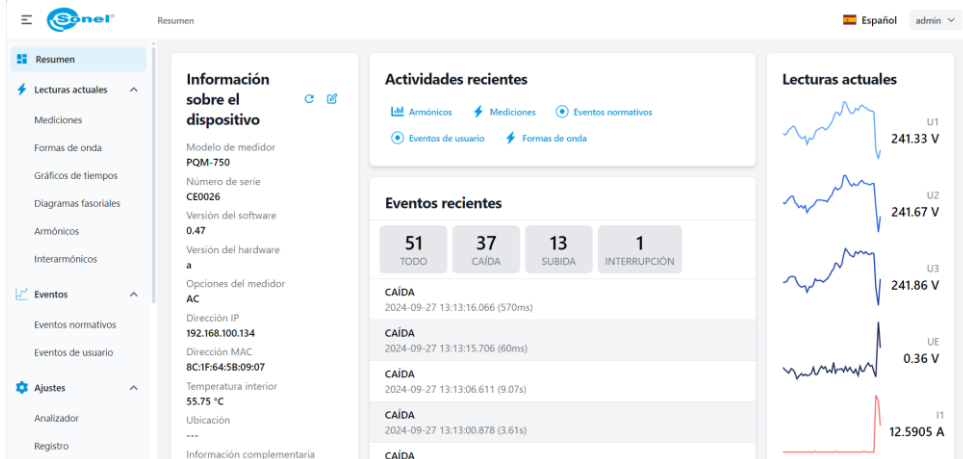 Sonel®
Resumen
Español
admin
Resumen
Lecturas actuales
Mediciones
Formas de onda
Gráficos de tiempos
Diagramas fasoriales
Armónicos
Interarmónicos
Eventos
Eventos normativos
Eventos de usuario
Ajustes
Analizador
Registro
Información
sobre el
dispositivo
Modelo de medidor
PQM-750
Número de serie
CE0026
Versión del software
0.47
Versión del hardware
a
Opciones del medidor
AC
Dirección IP
192.168.100.134
Dirección MAC
8C:1F:64:5B:09:07
Temperatura interior
55.75 °C
Ubicación
---
Información complementaria
Actividades recientes
Armónicos Mediciones Eventos normativos
Eventos de usuario Formas de onda
Eventos recientes
51 37 13 1
TODO CAÍDA SUBIDA INTERRUPCIÓN
CAÍDA
2024-09-27 13:13:16.066 (570ms)
CAÍDA
2024-09-27 13:13:15.706 (60ms)
CAÍDA
2024-09-27 13:13:06.611 (9.07s)
CAÍDA
2024-09-27 13:13:00.878 (3.61s)
CAÍDA
Lecturas actuales
U1
241.33 V
U2
241.67 V
U3
241.86 V
UE
0.36 V
I1
12.5905 A